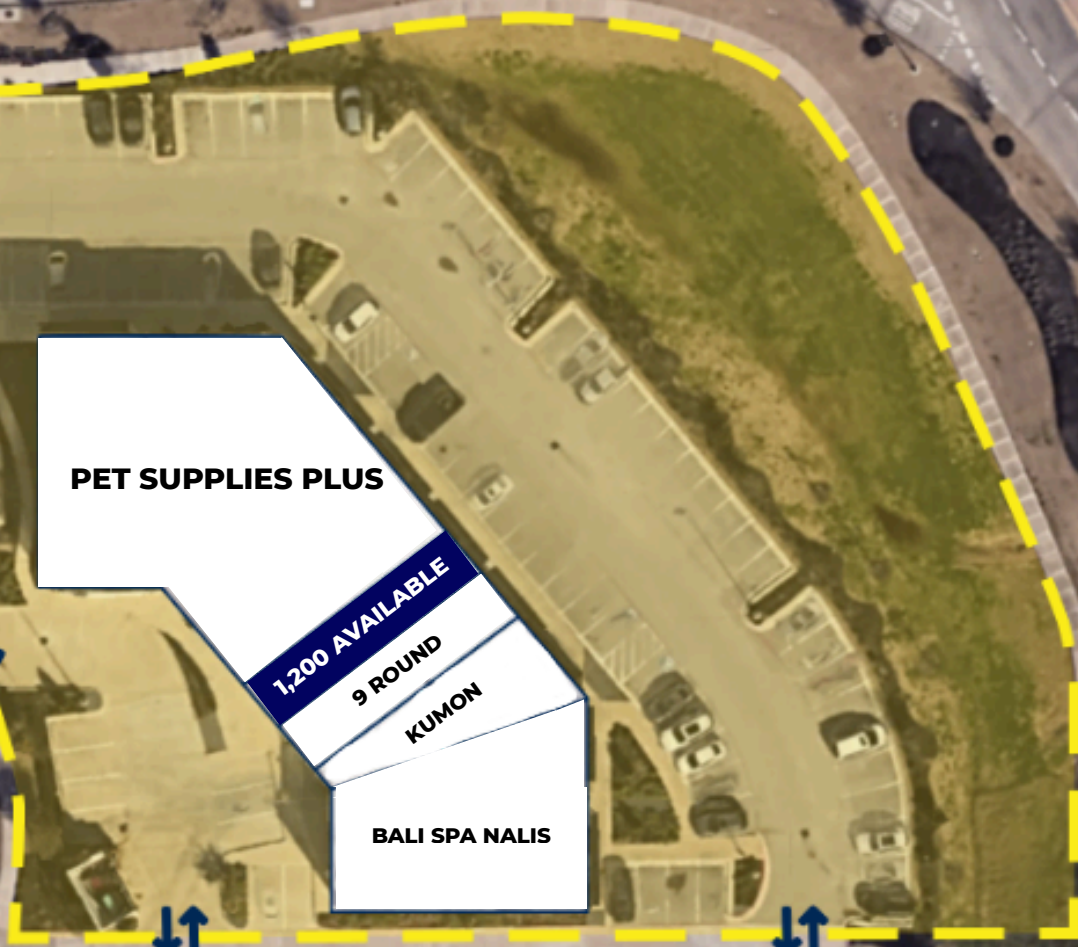 PET SUPPLIES PLUS
1,200 AVAILABLE
9 ROUND
KUMON
BALI SPA NALIS